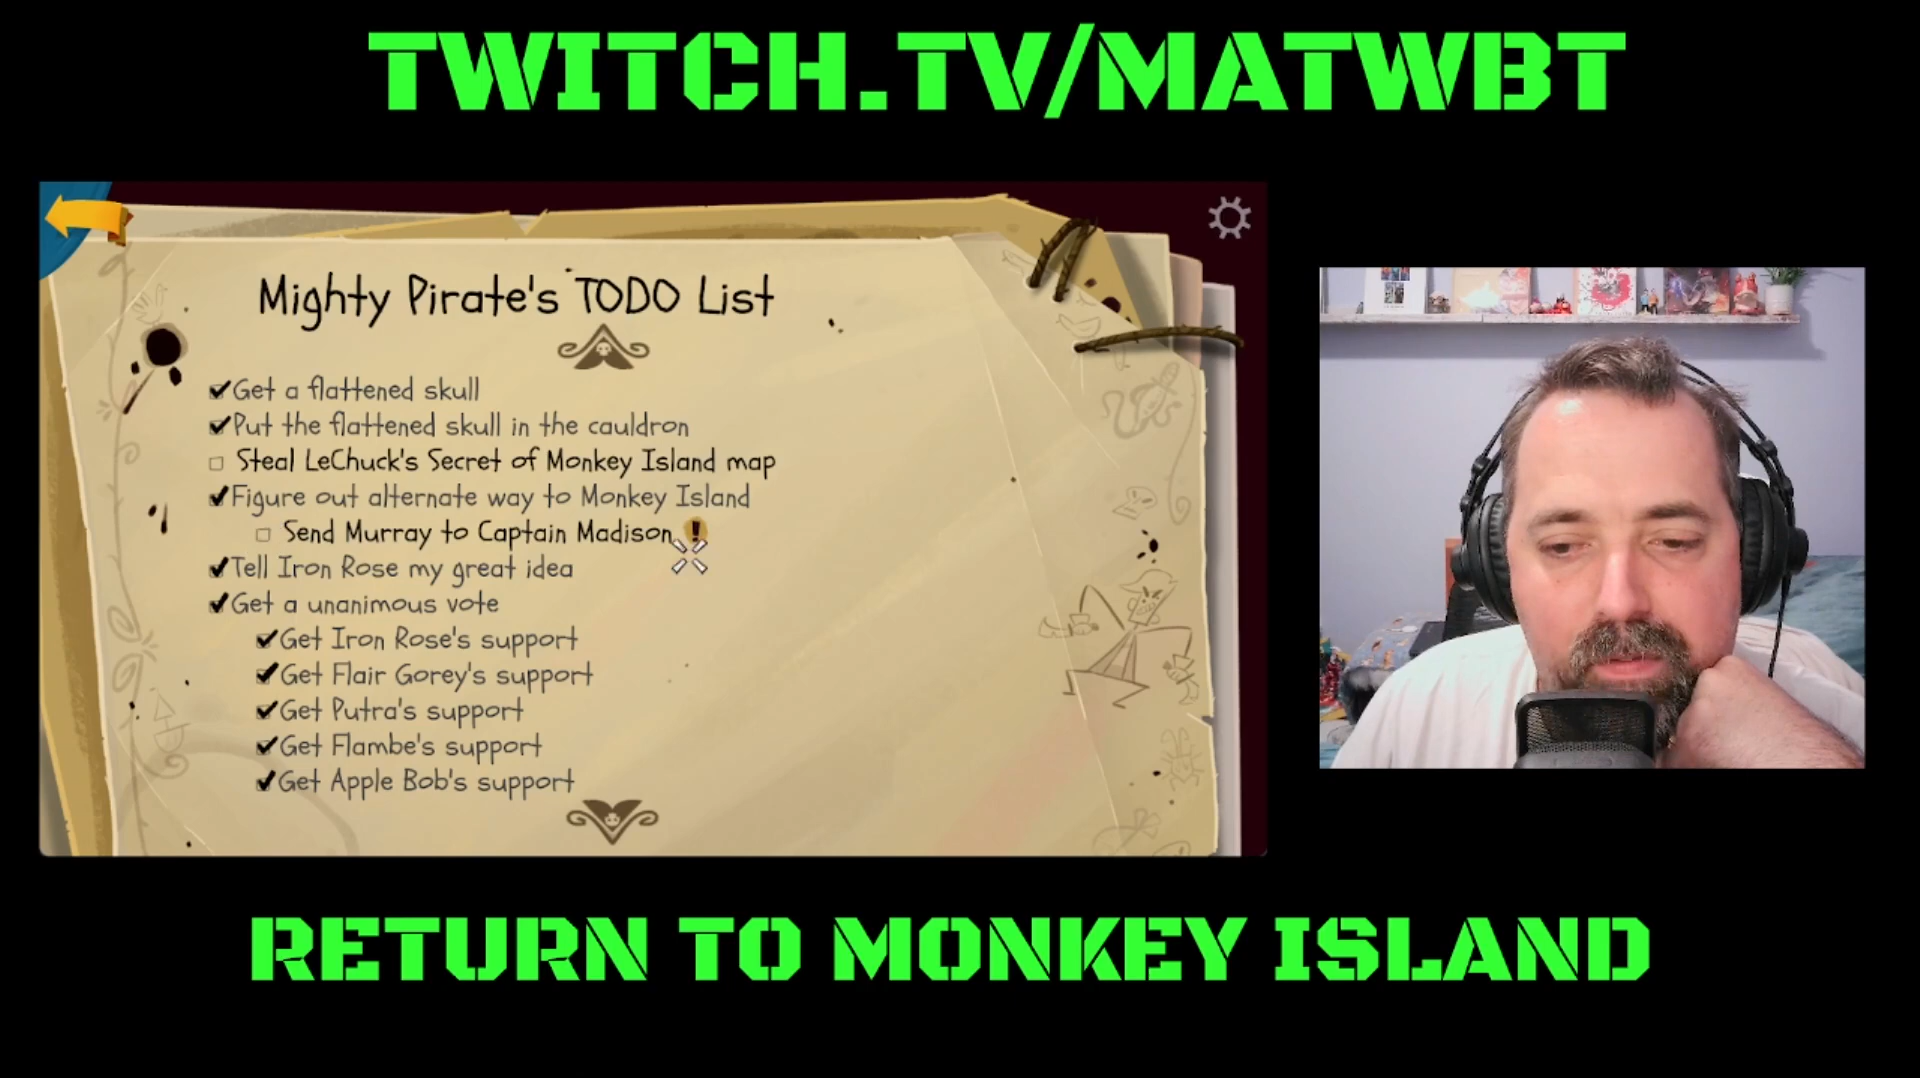 TWITCH.TV/MATWBT
Mighty Pirate's TODO List
Get a flattened skull
Put the flattened skull in the cauldron
Steal LeChuck's Secret of Monkey Island map
Figure out alternate way to Monkey Island
Send Murray to Captain Madison !
Tell Iron Rose my great idea
Get a unanimous vote
Get Iron Rose's support
Get Flair Gorey's support
Get Putra's support
Get Flambe's support
Get Apple Bob's support
RETURN TO MONKEY ISLAND